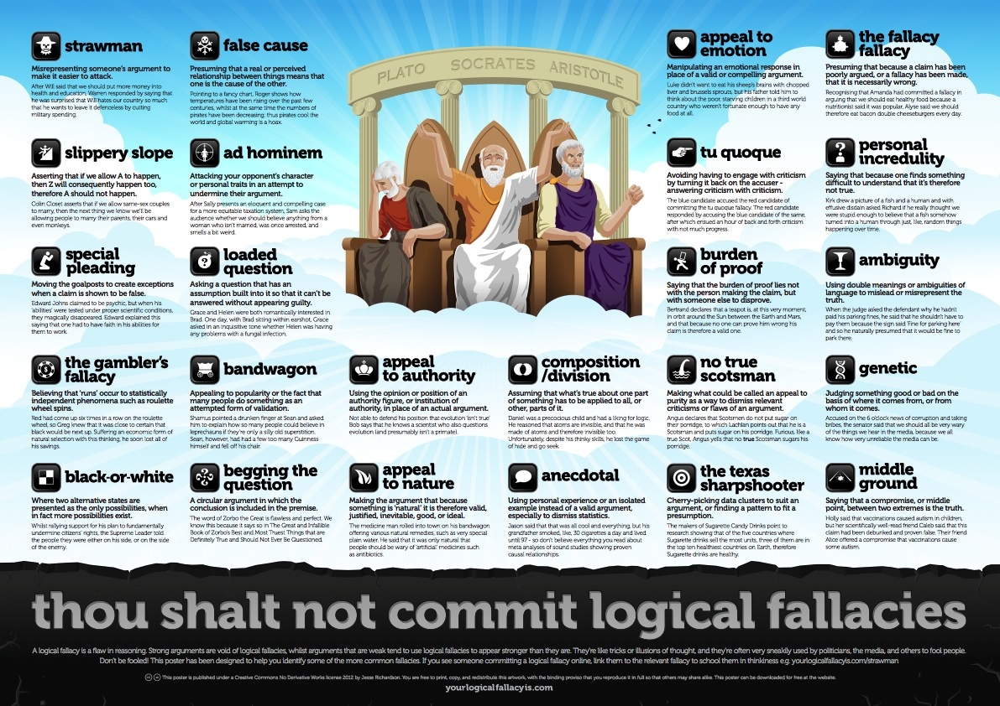 PLATO SOCRATES ARISTOTLE
strawman
Misrepresenting someone's argument to
make it easier to attack.
After Will said that we should put more money into
health and education, Warren responded by saying that
he was surprised that Will hates our country so much
that he wants to leave it defenceless by cutting
military spending.
false cause
Presuming that a real or perceived
relationship between things means that
one is the cause of the other.
Pointing to a fancy chart, Roger shows how
temperatures have been rising over the past few
centuries, whilst at the same time the numbers of
pirates have been decreasing; thus pirates cool the
world and global warming is a hoax.
appeal to
emotion
Manipulating an emotional response in
place of a valid or compelling argument.
Luke didn't want to eat his sheep's brains with chopped
liver and brussels sprouts, but his father told him to
think about the poor, starving children in a third world
country who weren't fortunate enough to have any
food at all.
the fallacy
fallacy
Presuming that because a claim has been
poorly argued, or a fallacy has been made,
that it is necessarily wrong.
Recognising that Amanda had committed a fallacy in
arguing that we should eat healthy food because a
nutritionist said it was popular, Alyse said we should
therefore eat bacon double cheeseburgers every day.
slippery slope
Asserting that if we allow A to happen,
then Z will consequently happen too,
therefore A should not happen.
Colin Closet asserts that if we allow same-sex couples
to marry, then the next thing we know we'll be
allowing people to marry their parents, their cars and
even monkeys.
ad hominem
Attacking your opponent's character
or personal traits in an attempt to
undermine their argument.
After Sally presents an eloquent and compelling case
for a more equitable taxation system, Sam asks the
audience whether we should believe anything from a
woman who isn't married, was once arrested, and
smells a bit weird.
tu quoque
Avoiding having to engage with criticism
by turning it back on the accuser -
answering criticism with criticism.
The blue candidate accused the red candidate of
committing the tu quoque fallacy. The red candidate
responded by accusing the blue candidate of the same,
after which ensued an hour of back and forth criticism
with not much progress.
personal
incredulity
Saying that because one finds something
difficult to understand that it's therefore
not true.
Kirk drew a picture of a fish and a human and with
effusive disdain asked Richard if he really thought we
were stupid enough to believe that a fish somehow
turned into a human through just, like, random things
happening over time.
special
pleading
Moving the goalposts to create exceptions
when a claim is shown to be false.
Edward Johns claimed to be psychic, but when his
'abilities' were tested under proper scientific conditions,
they magically disappeared. Edward explained this
saying that one had to have faith in his abilities for
them to work.
loaded
question
Asking a question that has an
assumption built into it so that it can't be
answered without appearing guilty.
Grace and Helen were both romantically interested in
Brad. One day, with Brad sitting within earshot, Grace
asked in an inquisitive tone whether Helen was having
any problems with a fungal infection.
burden
of proof
Saying that the burden of proof lies not
with the person making the claim, but
with someone else to disprove.
Bertrand declares that a teapot is, at this very moment,
in orbit around the Sun between the Earth and Mars,
and that because no one can prove him wrong his
claim is therefore a valid one.
ambiguity
Using double meanings or ambiguities of
language to mislead or misrepresent the
truth.
When the judge asked the defendant why he hadn't
paid his parking fines, he said that he shouldn't have to
pay them because the sign said 'Fine for parking here'
and so he naturally presumed that it would be fine to
park there.
the gambler's
fallacy
Believing that 'runs' occur to statistically
independent phenomena such as roulette
wheel spins.
Red had come up six times in a row on the roulette
wheel, so Greg knew that it was close to certain that
black would be next up. Suffering an economic form of
natural selection with this thinking, he soon lost all of
his savings.
bandwagon
Appealing to popularity or the fact that
many people do something as an
attempted form of validation.
Shamus pointed a drunken finger at Sean and asked
him to explain how so many people could believe in
leprechauns if they're only a silly old superstition.
Sean, however, had had a few too many Guinness
himself and fell off his chair.
appeal
to authority
Using the opinion or position of an
authority figure, or institution of
authority, in place of an actual argument.
Not able to defend his position that evolution 'isn't true'
Bob says that he knows a scientist who also questions
evolution (and presumably isn't a primate).
composition
/division
Assuming that what's true about one part
of something has to be applied to all, or
other, parts of it.
Daniel was a precocious child and had a liking for logic.
He reasoned that atoms are invisible, and that he was
made of atoms and therefore invisible too.
Unfortunately, despite his thinky skills, he lost the game
of hide and go seek.
no true
scotsman
Making what could be called an appeal to
purity as a way to dismiss relevant
criticisms or flaws of an argument.
Angus declares that Scotsmen do not put sugar on
their porridge, to which Lachlan points out that he is a
Scotsman and puts sugar on his porridge. Furious, like a
true Scot, Angus yells that no true Scotsman sugars his
porridge.
genetic
Judging something good or bad on the
basis of where it comes from, or from
whom it comes.
Accused on the 6 o'clock news of corruption and taking
bribes, the senator said that we should all be very wary
of the things we hear in the media, because we all
know how very unreliable the media can be.
black-or-white
Where two alternative states are
presented as the only possibilities, when
in fact more possibilities exist.
Whilst rallying support for his plan to fundamentally
undermine citizens' rights, the Supreme Leader told
the people they were either on his side, or on the side
of the enemy.
begging the
question
A circular argument in which the
conclusion is included in the premise.
The word of Zorbo the Great is flawless and perfect. We
know this because it says so in The Great and Infallible
Book of Zorbo's Best and Most Truest Things that are
Definitely True and Should Not Ever Be Questioned.
appeal
to nature
Making the argument that because
something is 'natural' it is therefore valid,
justified, inevitable, good, or ideal.
The medicine man rolled into town on his bandwagon
offering various natural remedies, such as very special
plain water. He said that it was only natural that
people should be wary of 'artificial' medicines such
as antibiotics.
anecdotal
Using personal experience or an isolated
example instead of a valid argument,
especially to dismiss statistics.
Jason said that that was all cool and everything, but his
grandfather smoked, like, 30 cigarettes a day and lived
until 97 - so don't believe everything you read about
meta analyses of sound studies showing proven
causal relationships.
the texas
sharpshooter
Cherry-picking data clusters to suit an
argument, or finding a pattern to fit a
presumption.
The makers of Sugarette Candy Drinks point to
research showing that of the five countries where
Sugarette drinks sell the most units, three of them are in
the top ten healthiest countries on Earth, therefore
Sugarette drinks are healthy.
middle
ground
Saying that a compromise, or middle
point, between two extremes is the truth.
Holly said that vaccinations caused autism in children,
but her scientifically well-read friend Caleb said that this
claim had been debunked and proven false. Their friend
Alice offered a compromise that vaccinations cause
some autism.
thou shalt not commit logical fallacies
A logical fallacy is a flaw in reasoning. Strong arguments are void of logical fallacies, whilst arguments that are weak tend to use logical fallacies to appear stronger than they are. They're like tricks or illusions of thought, and they're often very sneakily used by politicians, the media, and others to fool people.
Don't be fooled! This poster has been designed to help you identify some of the more common fallacies. If you see someone committing a logical fallacy online, link them to the relevant fallacy to school them in thinkiness e.g. yourlogicalfallacyis.com/strawman
This poster is published under a Creative Commons No Derivative Works license 2012 by Jesse Richardson. You are free to print, copy, and redistribute this artwork, with the binding proviso that you reproduce it in full so that others may share alike. This poster can be downloaded for free at the website.
yourlogicalfallacyis.com